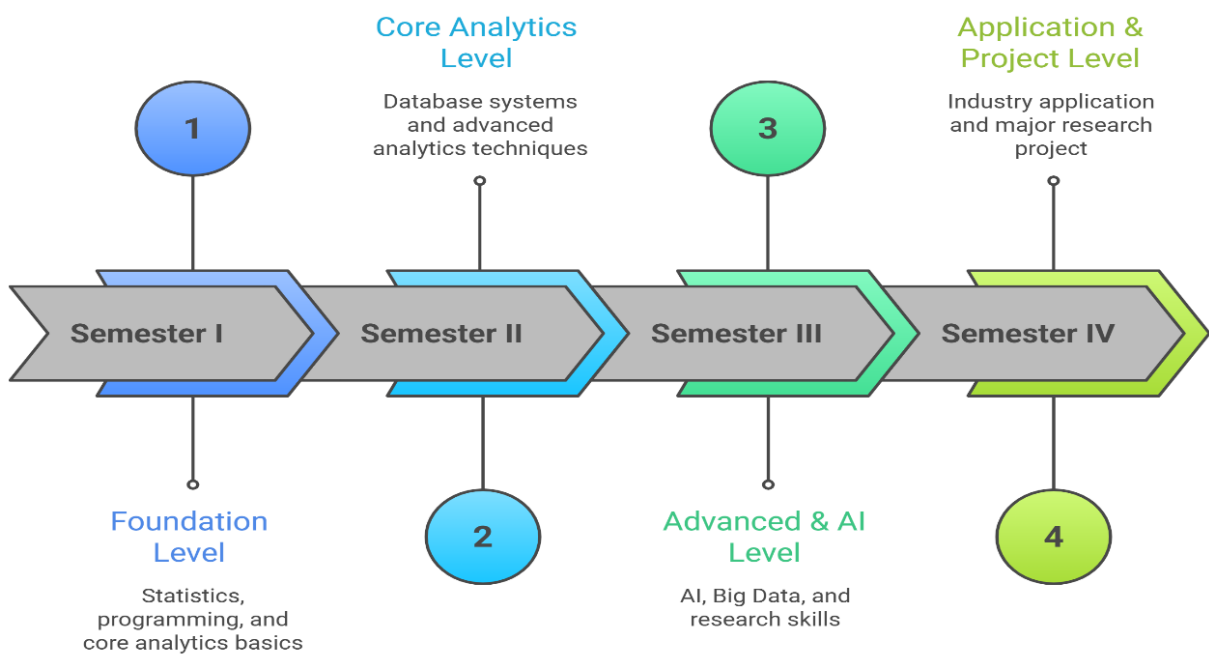 1
Semester I
Foundation
Level
Statistics,
programming, and
core analytics basics
Core Analytics
Level
Database systems
and advanced
analytics techniques
Semester II
2
3
Semester III
Advanced & AI
Level
AI, Big Data, and
research skills
Application &
Project Level
Industry application
and major research
project
Semester IV
4